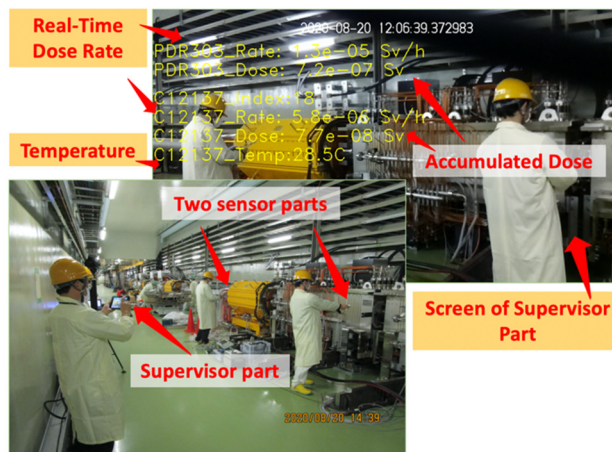 Real-Time
Dose Rate
2020-08-20 12:06:39.372983
PDR303_Rate: 1.3e-05 Sv/h
PDR303_Dose: 7.2e-07 Sv
C12137_Index:18
C12137_Rate: 5.8e-06 Sv/h
C12137_Dose: 7.7e-08 Sv
C12137_Temp:28.5C
Temperature
Accumulated Dose
Two sensor parts
Screen of Supervisor
Part
Supervisor part
2020/08/20 14:39